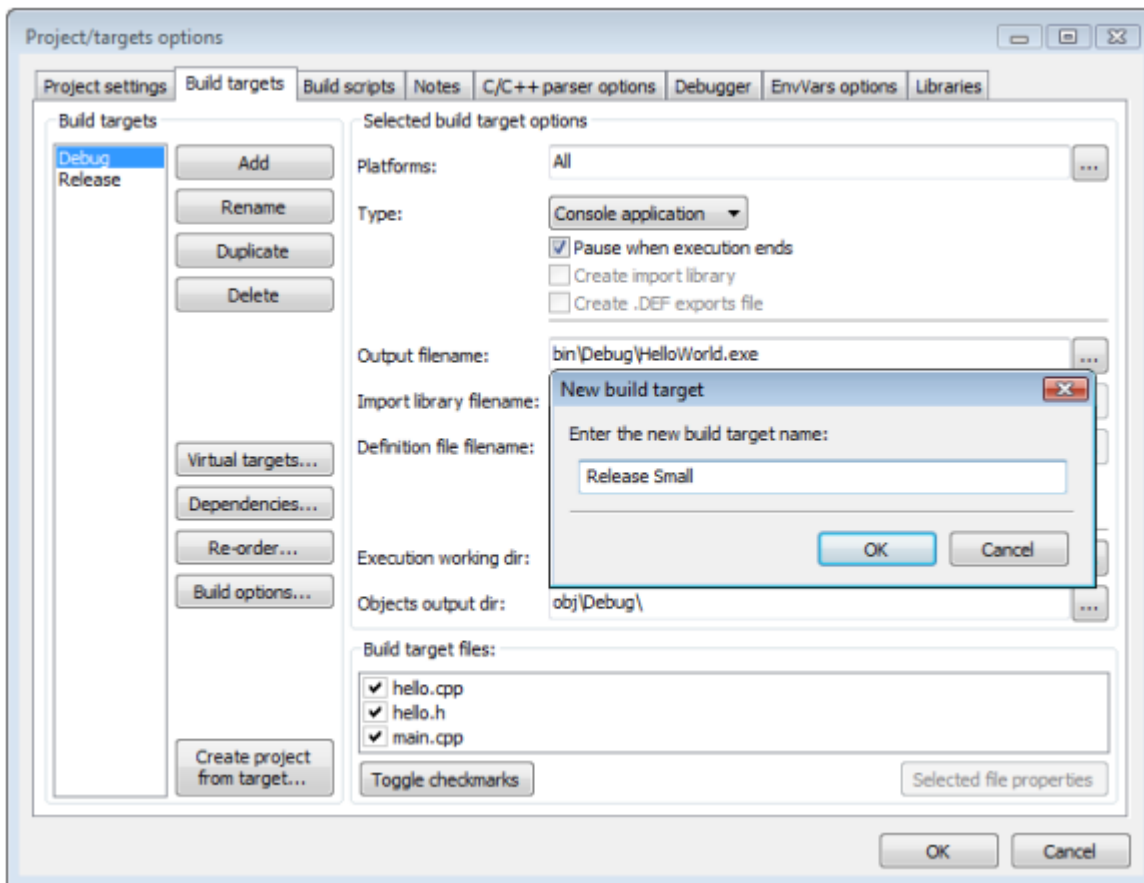 Project/targets options
Project settings Build targets Build scripts Notes C/C++ parser options Debugger EnvVars options Libraries
Build targets
Debug
Release
Add
Rename
Duplicate
Delete
Virtual targets...
Dependencies...
Re-order...
Build options...
Create project
from target...
Selected build target options
Platforms: All ...
Type: Console application
Pause when execution ends
Create import library
Create .DEF exports file
Output filename: bin\Debug\HelloWorld.exe ...
Import library filename:
Definition file filename:
Execution working dir:
Objects output dir: obj\Debug\ ...
New build target
Enter the new build target name:
Release Small
OK Cancel
Build target files:
hello.cpp
hello.h
main.cpp
Toggle checkmarks Selected file properties
OK Cancel